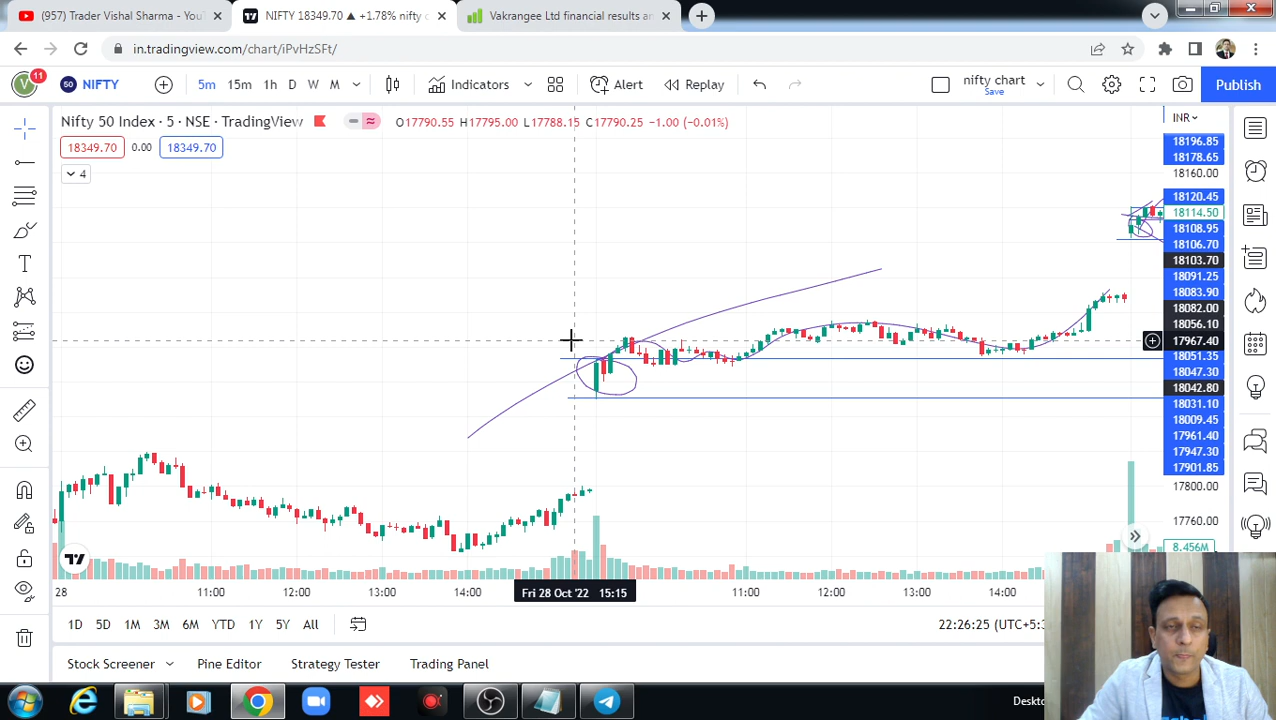 (957) Trader Vishal Sharma - You
NIFTY 18349.70 ▲ +1.78% nifty c
Vakrangee Ltd financial results ar
in.tradingview.com/chart/iPvHzSFt/
V 11
50 NIFTY
5m 15m 1h D W M
Indicators
Alert
Replay
nifty chart
Save
Publish
Nifty 50 Index · 5 · NSE · TradingView
O17790.55 H17795.00 L17788.15 C17790.25 −1.00 (−0.01%)
INR
18349.70 0.00 18349.70
4
18196.85
18178.65
18160.00
18120.45
18114.50
18108.95
18106.70
18103.70
18091.25
18083.90
18082.00
18056.10
17967.40
18051.35
18047.30
18042.80
18031.10
18009.45
17961.40
17947.30
17901.85
17800.00
17760.00
8.456M
28 11:00 12:00 13:00 14:00 Fri 28 Oct '22 15:15 11:00 12:00 13:00 14:00
1D 5D 1M 3M 6M YTD 1Y 5Y All
22:26:25 (UTC+5:3
Stock Screener
Pine Editor
Strategy Tester
Trading Panel
Deskto